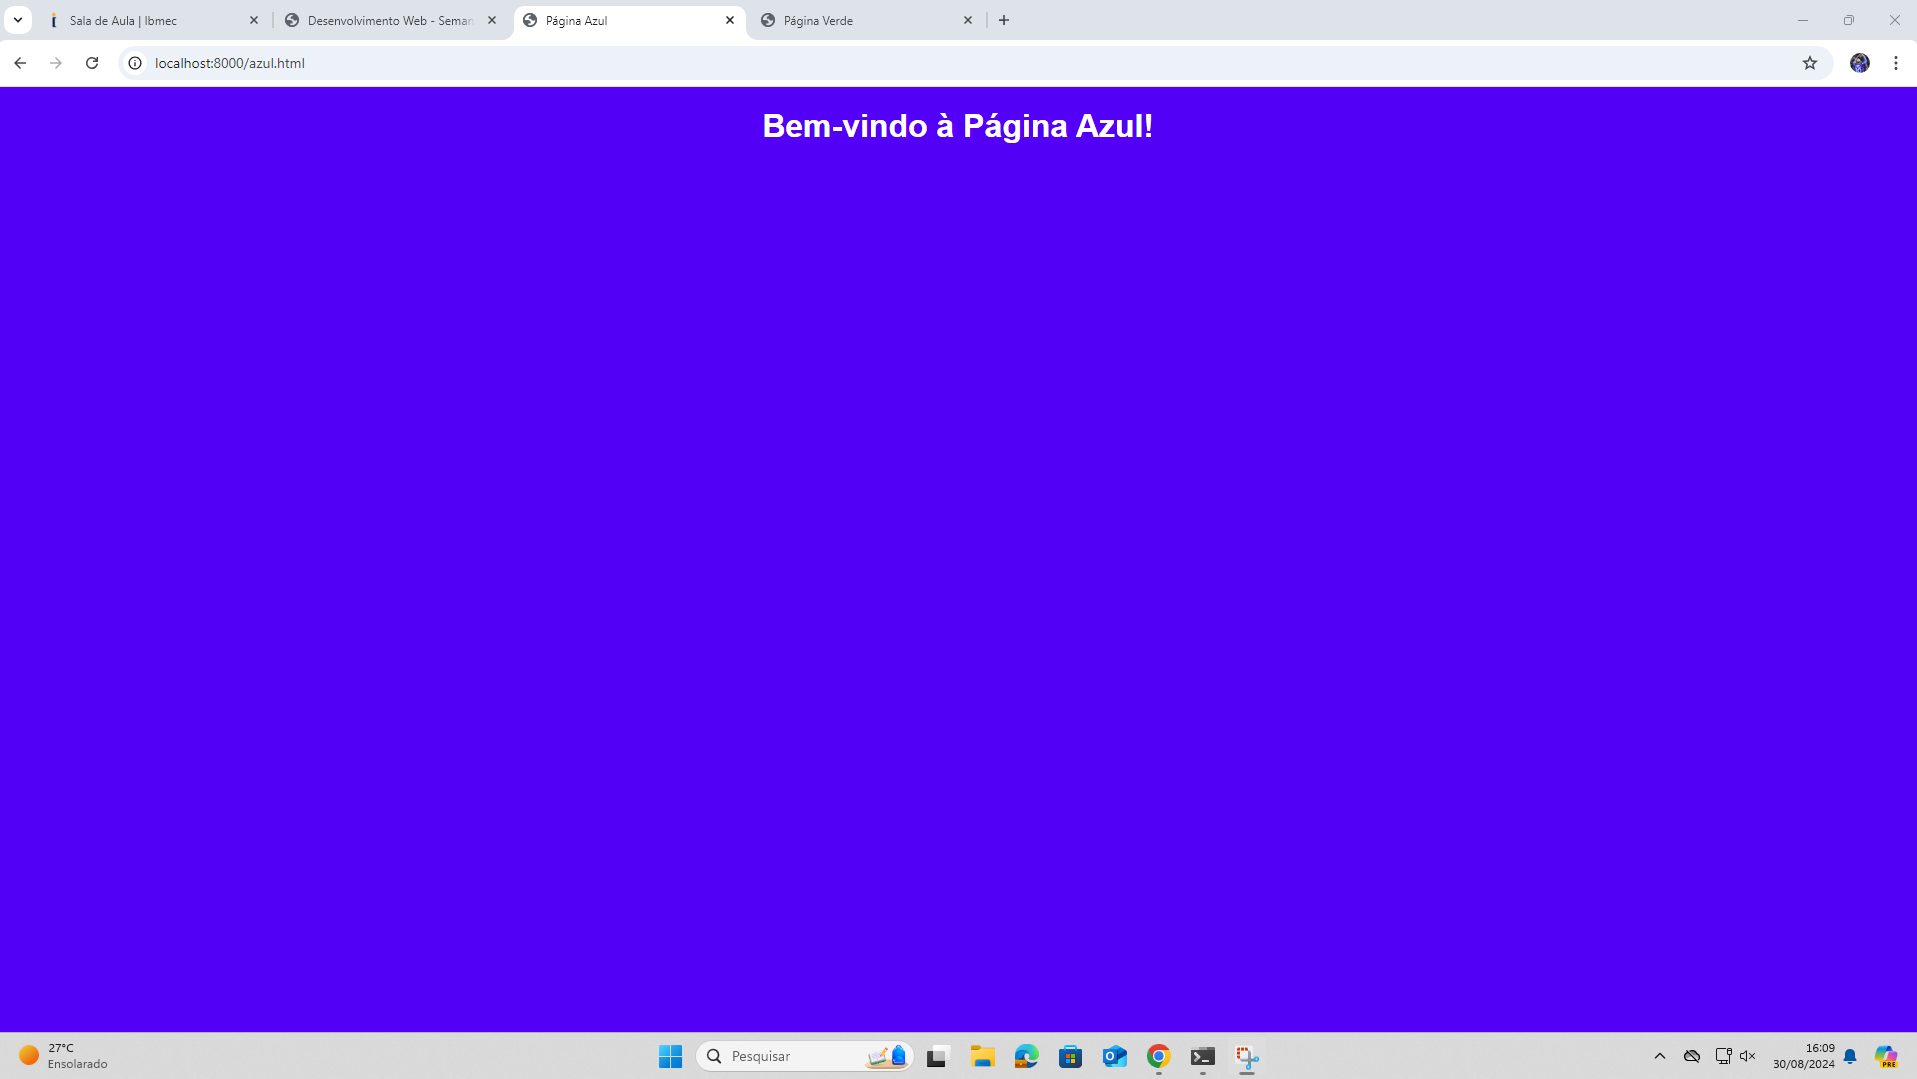 Sala de Aula | Ibmec
Desenvolvimento Web - Seman
Página Azul
Página Verde
localhost:8000/azul.html
Bem-vindo à Página Azul!
27°C
Ensolarado
Pesquisar
16:09
30/08/2024
PRE